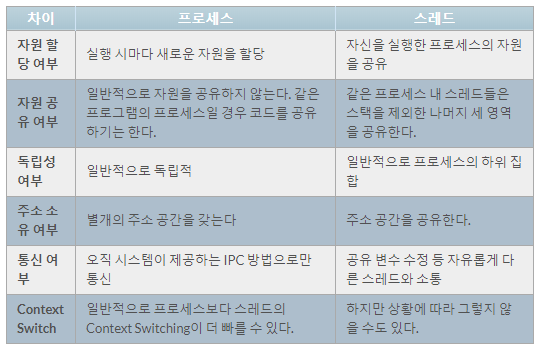 차이 프로세스 스레드
자원 할 실행 시마다 새로운 자원을 할당 자신을 실행한 프로세스의 자원
당 여부 을 공유
자원 공 일반적으로 자원을 공유하지 않는다. 같은 같은 프로세스 내 스레드들은
유 여부 프로그램의 프로세스일 경우 코드를 공유 스택을 제외한 나머지 세 영역
하기는 한다. 을 공유한다.
독립성 일반적으로 독립적 일반적으로 프로세스의 하위 집
여부 합
주소 소 별개의 주소 공간을 갖는다 주소 공간을 공유한다.
유 여부
통신 여 오직 시스템이 제공하는 IPC 방법으로만 공유 변수 수정 등 자유롭게 다
부 통신 른 스레드와 소통
Context 일반적으로 프로세스보다 스레드의 하지만 상황에 따라 그렇지 않
Switch Context Switching이 더 빠를 수 있다. 을 수도 있다.